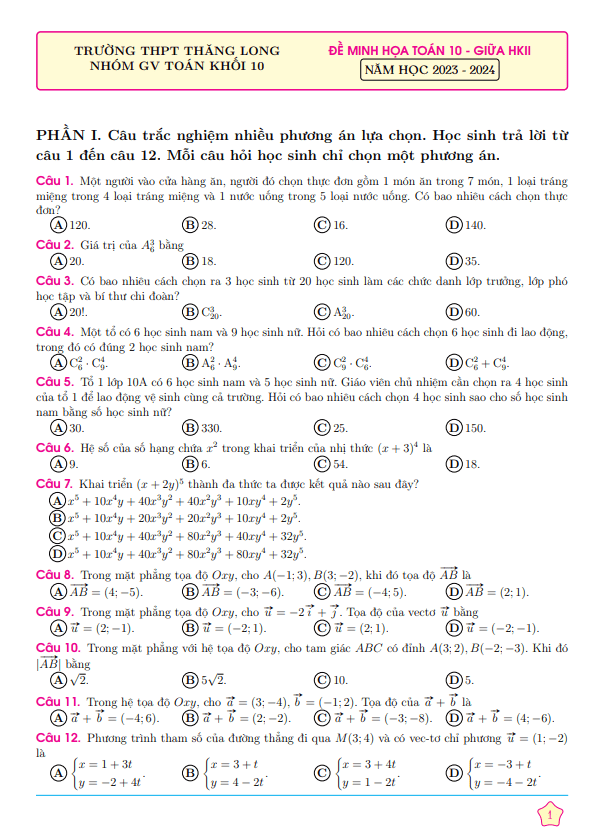 TRƯỜNG THPT THĂNG LONG
NHÓM GV TOÁN KHỐI 10
ĐỀ MINH HỌA TOÁN 10 - GIỮA HKII
NĂM HỌC 2023 - 2024
PHẦN I. Câu trắc nghiệm nhiều phương án lựa chọn. Học sinh trả lời từ
câu 1 đến câu 12. Mỗi câu hỏi học sinh chỉ chọn một phương án.
Câu 1. Một người vào cửa hàng ăn, người đó chọn thực đơn gồm 1 món ăn trong 7 món, 1 loại tráng
miệng trong 4 loại tráng miệng và 1 nước uống trong 5 loại nước uống. Có bao nhiêu cách chọn thực
đơn?
Ⓐ 120. Ⓑ 28. Ⓒ 16. Ⓓ 140.
Câu 2. Giá trị của $A_6^3$ bằng
Ⓐ 20. Ⓑ 18. Ⓒ 120. Ⓓ 35.
Câu 3. Có bao nhiêu cách chọn ra 3 học sinh từ 20 học sinh làm các chức danh lớp trưởng, lớp phó
học tập và bí thư chi đoàn?
Ⓐ 20!. Ⓑ $C_{20}^3$. Ⓒ $A_{20}^3$. Ⓓ 60.
Câu 4. Một tổ có 6 học sinh nam và 9 học sinh nữ. Hỏi có bao nhiêu cách chọn 6 học sinh đi lao động,
trong đó có đúng 2 học sinh nam?
Ⓐ $C_6^2 \cdot C_9^4$. Ⓑ $A_6^2 \cdot A_9^4$. Ⓒ $C_9^2 \cdot C_6^4$. Ⓓ $C_6^2 + C_9^4$.
Câu 5. Tổ 1 lớp 10A có 6 học sinh nam và 5 học sinh nữ. Giáo viên chủ nhiệm cần chọn ra 4 học sinh
của tổ 1 để lao động vệ sinh cùng cả trường. Hỏi có bao nhiêu cách chọn 4 học sinh sao cho số học sinh
nam bằng số học sinh nữ?
Ⓐ 30. Ⓑ 330. Ⓒ 25. Ⓓ 150.
Câu 6. Hệ số của số hạng chứa $x^2$ trong khai triển của nhị thức $(x + 3)^4$ là
Ⓐ 9. Ⓑ 6. Ⓒ 54. Ⓓ 18.
Câu 7. Khai triển $(x + 2y)^5$ thành đa thức ta được kết quả nào sau đây?
Ⓐ $x^5 + 10x^4y + 40x^3y^2 + 40x^2y^3 + 10xy^4 + 2y^5$.
Ⓑ $x^5 + 10x^4y + 20x^3y^2 + 20x^2y^3 + 10xy^4 + 2y^5$.
Ⓒ $x^5 + 10x^4y + 40x^3y^2 + 80x^2y^3 + 40xy^4 + 32y^5$.
Ⓓ $x^5 + 10x^4y + 40x^3y^2 + 80x^2y^3 + 80xy^4 + 32y^5$.
Câu 8. Trong mặt phẳng tọa độ $Oxy$, cho $A(-1; 3), B(3; -2)$, khi đó tọa độ $\overrightarrow{AB}$ là
Ⓐ $\overrightarrow{AB} = (4; -5)$. Ⓑ $\overrightarrow{AB} = (-3; -6)$. Ⓒ $\overrightarrow{AB} = (-4; 5)$. Ⓓ $\overrightarrow{AB} = (2; 1)$.
Câu 9. Trong mặt phẳng tọa độ $Oxy$, cho $\overrightarrow{u} = -2\overrightarrow{i} + \overrightarrow{j}$. Tọa độ của vectơ $\overrightarrow{u}$ bằng
Ⓐ $\overrightarrow{u} = (2; -1)$. Ⓑ $\overrightarrow{u} = (-2; 1)$. Ⓒ $\overrightarrow{u} = (2; 1)$. Ⓓ $\overrightarrow{u} = (-2; -1)$.
Câu 10. Trong mặt phẳng với hệ tọa độ $Oxy$, cho tam giác $ABC$ có đỉnh $A(3; 2), B(-2; -3)$. Khi đó
$|\overrightarrow{AB}|$ bằng
Ⓐ $\sqrt{2}$. Ⓑ $5\sqrt{2}$. Ⓒ 10. Ⓓ 5.
Câu 11. Trong hệ tọa độ $Oxy$, cho $\overrightarrow{a} = (3; -4), \overrightarrow{b} = (-1; 2)$. Tọa độ của $\overrightarrow{a} + \overrightarrow{b}$ là
Ⓐ $\overrightarrow{a} + \overrightarrow{b} = (-4; 6)$. Ⓑ $\overrightarrow{a} + \overrightarrow{b} = (2; -2)$. Ⓒ $\overrightarrow{a} + \overrightarrow{b} = (-3; -8)$. Ⓓ $\overrightarrow{a} + \overrightarrow{b} = (4; -6)$.
Câu 12. Phương trình tham số của đường thẳng đi qua $M(3; 4)$ và có vec-tơ chỉ phương $\overrightarrow{u} = (1; -2)$
là
Ⓐ $\begin{cases} x = 1 + 3t \\ y = -2 + 4t \end{cases}$. Ⓑ $\begin{cases} x = 3 + t \\ y = 4 - 2t \end{cases}$. Ⓒ $\begin{cases} x = 3 + 4t \\ y = 1 - 2t \end{cases}$. Ⓓ $\begin{cases} x = -3 + t \\ y = -4 - 2t \end{cases}$.
1